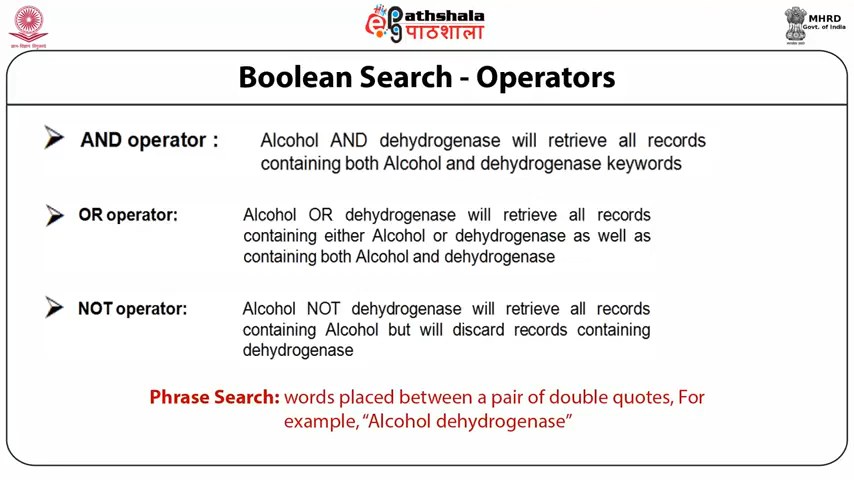 Pathshala
पाठशाला
MHRD
Govt. of India
Boolean Search - Operators
AND operator : Alcohol AND dehydrogenase will retrieve all records
containing both Alcohol and dehydrogenase keywords
OR operator: Alcohol OR dehydrogenase will retrieve all records
containing either Alcohol or dehydrogenase as well as
containing both Alcohol and dehydrogenase
NOT operator: Alcohol NOT dehydrogenase will retrieve all records
containing Alcohol but will discard records containing
dehydrogenase
Phrase Search: words placed between a pair of double quotes, For
example, “Alcohol dehydrogenase”